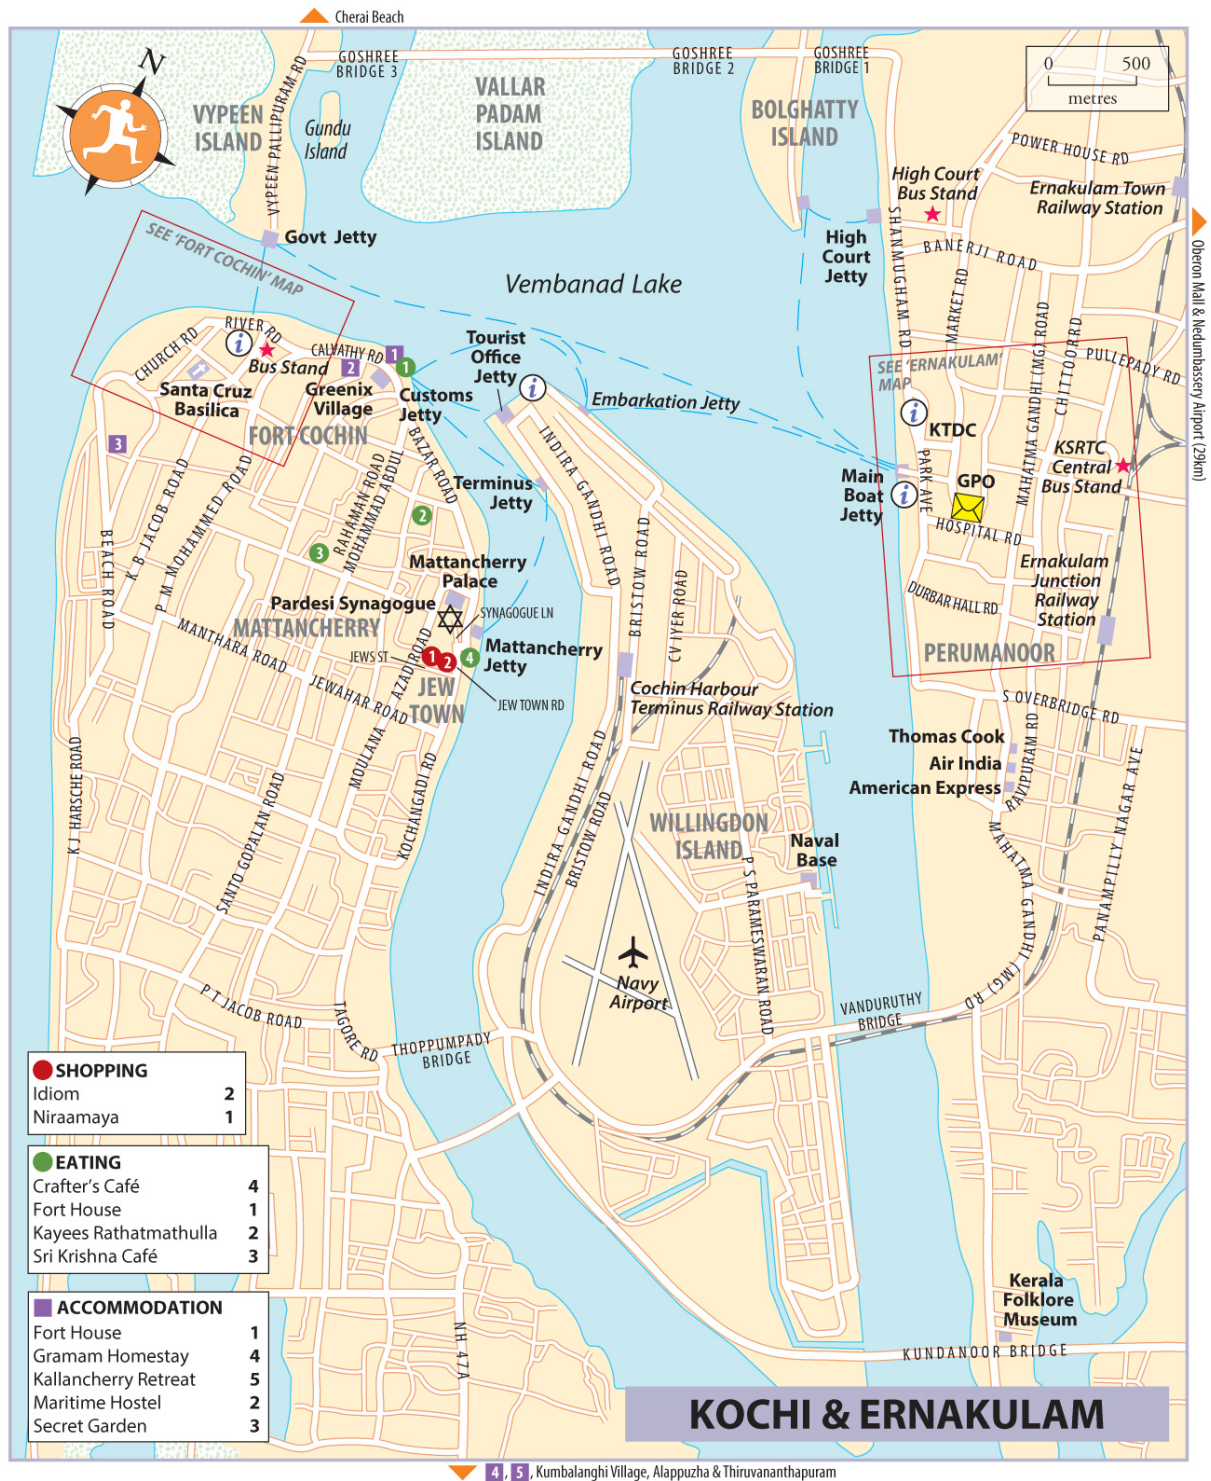 Cherai Beach
N
GOSHREE
BRIDGE 3
GOSHREE
BRIDGE 2
GOSHREE
BRIDGE 1
0 500
metres
VYPEEN
ISLAND
VYPEEN PALLIPURAM RD
Gundu
Island
VALLAR
PADAM
ISLAND
BOLGHATTY
ISLAND
POWER HOUSE RD
High Court
Bus Stand
Ernakulam Town
Railway Station
Oberon Mall & Nedumbassery Airport (29km)
SEE 'FORT COCHIN' MAP
Govt Jetty
High
Court
Jetty
SHANMUGHAM RD
BANERJI ROAD
Vembanad Lake
MARKET RD
MAHATMA GANDHI (MG) ROAD
CHITTOOR RD
PULLEPADY RD
CHURCH RD
RIVER RD
i
Bus Stand
CALVATHY RD
1
1
2
Tourist
Office
Jetty
i
SEE 'ERNAKULAM'
MAP
Santa Cruz
Basilica
Greenix
Village
Customs
Jetty
Embarkation Jetty
i
KTDC
FORT COCHIN
3
BAZAR ROAD
INDIRA GANDHI ROAD
KSRTC
Central
Bus Stand
Terminus
Jetty
Main
Boat
Jetty
i
PARK AVE
GPO
HOSPITAL RD
BEACH ROAD
K B JACOB ROAD
P M MOHAMMED ROAD
RAHAMAN ROAD
MOHAMMAD ABDUL
2
3
BRISTOW ROAD
CV IYER ROAD
Mattancherry
Palace
Pardesi Synagogue
SYNAGOGUE LN
MATTANCHERRY
MANTHARA ROAD
JEWS ST
1
2
4
Mattancherry
Jetty
JEW TOWN RD
JEW
TOWN
JEWAHAR ROAD
MOULANA AZAD ROAD
DURBAR HALL RD
Ernakulam
Junction
Railway
Station
PERUMANOOR
Cochin Harbour
Terminus Railway Station
S OVERBRIDGE RD
Thomas Cook
Air India
American Express
RAVIPURAM RD
K J HARSCHE ROAD
SANTO GOPALAN ROAD
KOCHANGADI RD
INDIRA GANDHI ROAD
BRISTOW ROAD
WILLINGDON
ISLAND
Naval
Base
P S PARAMESWARAN ROAD
MAHATMA GANDHI (MG) RD
PANAMPILLY NAGAR AVE
Navy
Airport
P T JACOB ROAD
TAGORE RD
THOPPUMPADY
BRIDGE
VANDURUTHY
BRIDGE
SHOPPING
Idiom 2
Niraamaya 1
EATING
Crafter's Café 4
Fort House 1
Kayees Rathatmathulla 2
Sri Krishna Café 3
ACCOMMODATION
Fort House 1
Gramam Homestay 4
Kallancherry Retreat 5
Maritime Hostel 2
Secret Garden 3
NH 47A
Kerala
Folklore
Museum
KUNDANOOR BRIDGE
KOCHI & ERNAKULAM
4, 5, Kumbalanghi Village, Alappuzha & Thiruvananthapuram